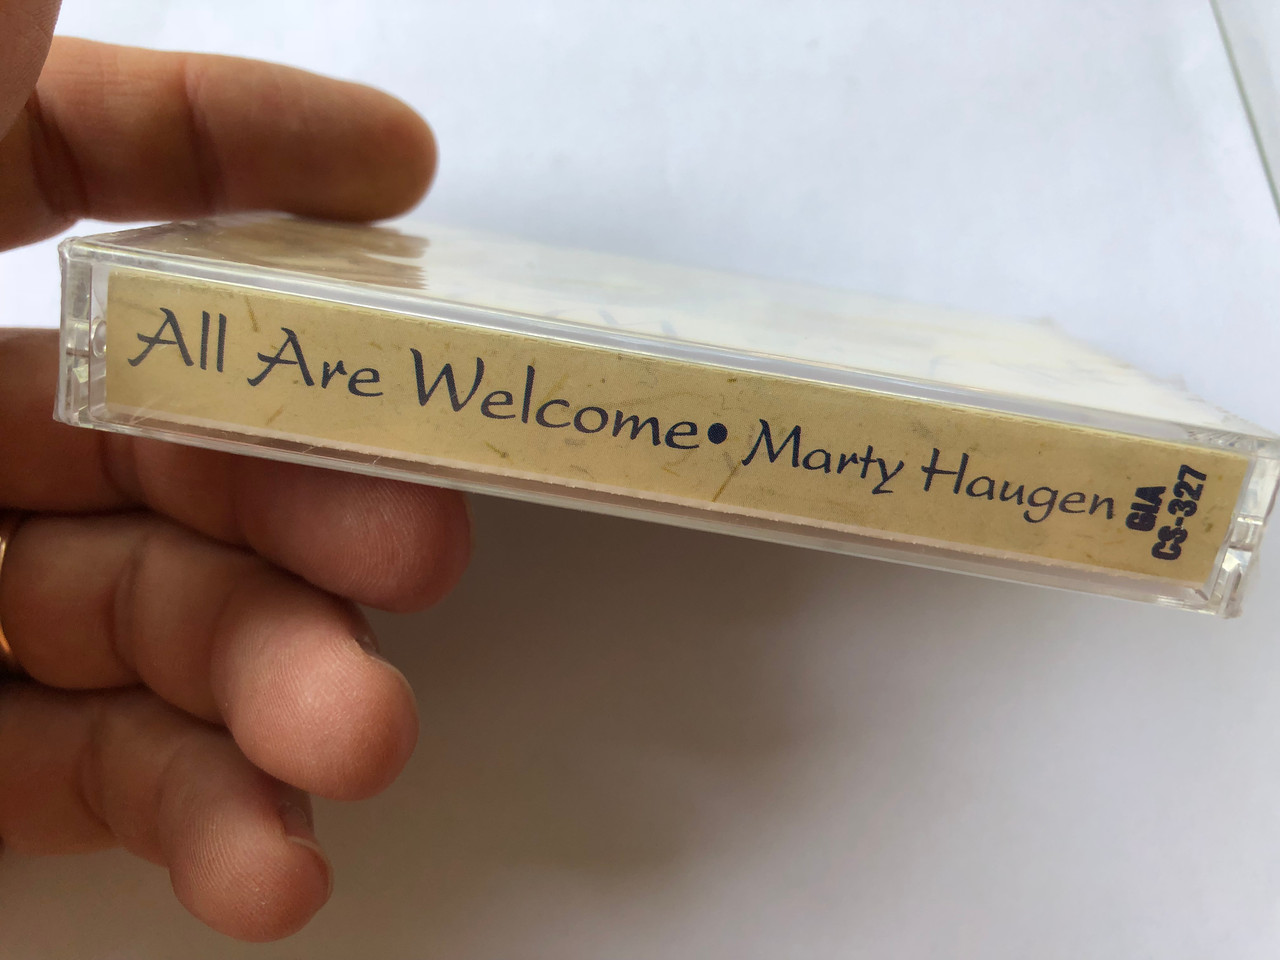 All Are Welcome• Marty Haugen
GIA
CS-327